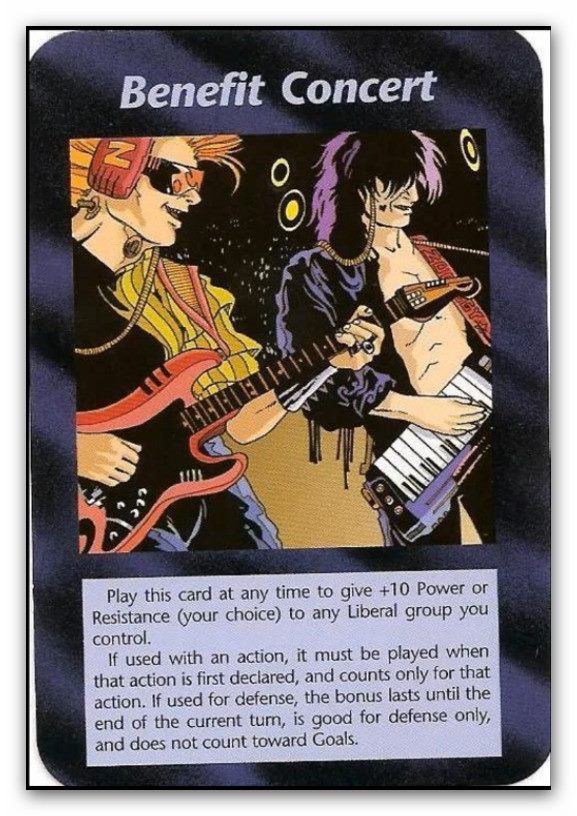 Benefit Concert
N
Play this card at any time to give +10 Power or
Resistance (your choice) to any Liberal group you
control.
If used with an action, it must be played when
that action is first declared, and counts only for that
action. If used for defense, the bonus lasts until the
end of the current turn, is good for defense only,
and does not count toward Goals.